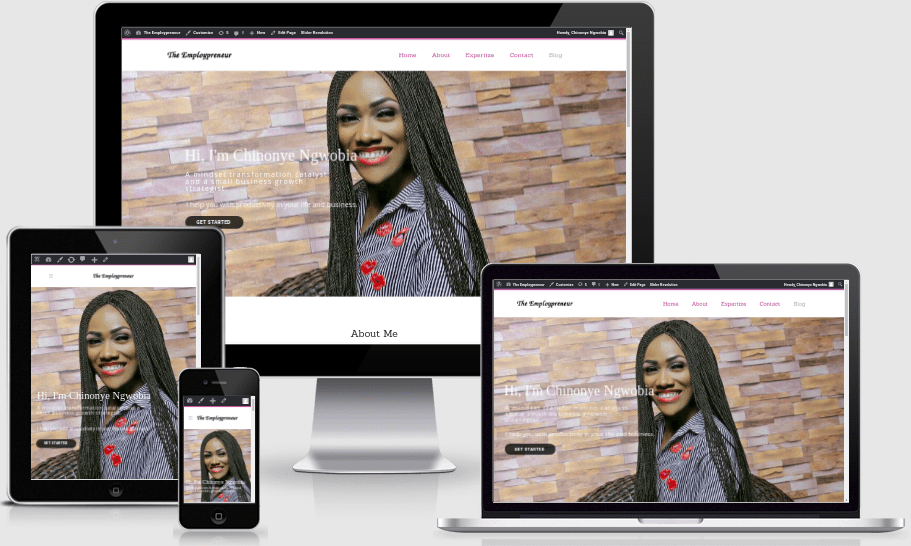 The Employpreneur Customize 5 1 New Edit Page Slider Revolution Howdy, Chinonye Ngwobia
The Employpreneur Home About Expertize Contact Blog
Hi, I'm Chinonye Ngwobia
A mindset transformation catalyst
and a small business growth
strategist
I help you with productivity in your life and business.
GET STARTED
About Me
The Employpreneur
Hi, I'm Chinonye Ngwobia
GET STARTED
The Employpreneur
Hi, I'm Chinonye Ngwobia
The Employpreneur Customize 5 1 New Edit Page Slider Revolution Howdy, Chinonye Ngwobia
The Employpreneur Home About Expertize Contact Blog
Hi, I'm Chinonye Ngwobia
A mindset transformation catalyst
and a small business growth
strategist
I help you with productivity in your life and business.
GET STARTED